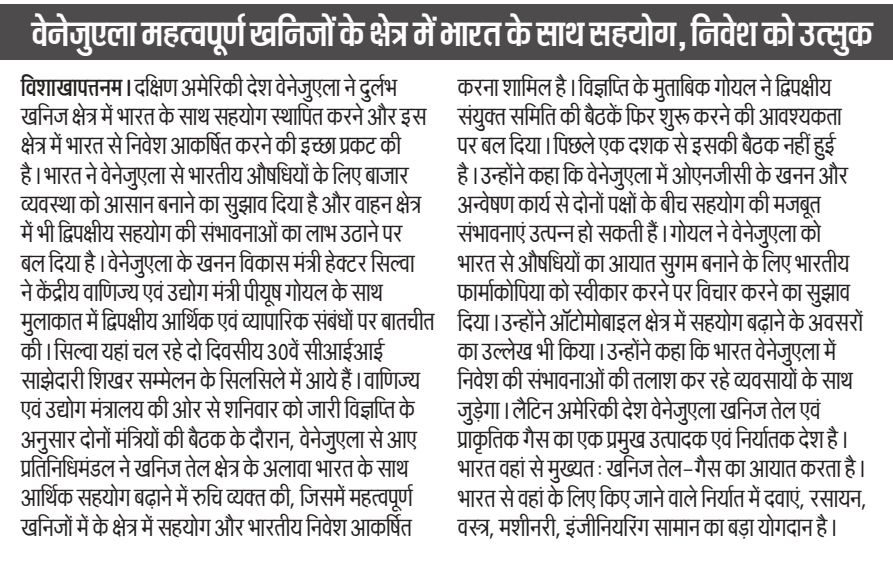 वेनेजुएला महत्वपूर्ण खनिजों के क्षेत्र में भारत के साथ सहयोग, निवेश को उत्सुक
विशाखापत्तनम। दक्षिण अमेरिकी देश वेनेजुएला ने दुर्लभ
खनिज क्षेत्र में भारत के साथ सहयोग स्थापित करने और इस
क्षेत्र में भारत से निवेश आकर्षित करने की इच्छा प्रकट की
है। भारत ने वेनेजुएला से भारतीय औषधियों के लिए बाजार
व्यवस्था को आसान बनाने का सुझाव दिया है और वाहन क्षेत्र
में भी द्विपक्षीय सहयोग की संभावनाओं का लाभ उठाने पर
बल दिया है। वेनेजुएला के खनन विकास मंत्री हेक्टर सिल्वा
ने केंद्रीय वाणिज्य एवं उद्योग मंत्री पीयूष गोयल के साथ
मुलाकात में द्विपक्षीय आर्थिक एवं व्यापारिक संबंधों पर बातचीत
की। सिल्वा यहां चल रहे दो दिवसीय 30वें सीआईआई
साझेदारी शिखर सम्मेलन के सिलसिले में आये हैं। वाणिज्य
एवं उद्योग मंत्रालय की ओर से शनिवार को जारी विज्ञप्ति के
अनुसार दोनों मंत्रियों की बैठक के दौरान, वेनेजुएला से आए
प्रतिनिधिमंडल ने खनिज तेल क्षेत्र के अलावा भारत के साथ
आर्थिक सहयोग बढ़ाने में रुचि व्यक्त की, जिसमें महत्वपूर्ण
खनिजों में के क्षेत्र में सहयोग और भारतीय निवेश आकर्षित
करना शामिल है। विज्ञप्ति के मुताबिक गोयल ने द्विपक्षीय
संयुक्त समिति की बैठकें फिर शुरू करने की आवश्यकता
पर बल दिया। पिछले एक दशक से इसकी बैठक नहीं हुई
है। उन्होंने कहा कि वेनेजुएला में ओएनजीसी के खनन और
अन्वेषण कार्य से दोनों पक्षों के बीच सहयोग की मजबूत
संभावनाएं उत्पन्न हो सकती हैं। गोयल ने वेनेजुएला को
भारत से औषधियों का आयात सुगम बनाने के लिए भारतीय
फार्माकोपिया को स्वीकार करने पर विचार करने का सुझाव
दिया। उन्होंने ऑटोमोबाइल क्षेत्र में सहयोग बढ़ाने के अवसरों
का उल्लेख भी किया। उन्होंने कहा कि भारत वेनेजुएला में
निवेश की संभावनाओं की तलाश कर रहे व्यवसायों के साथ
जुड़ेगा। लैटिन अमेरिकी देश वेनेजुएला खनिज तेल एवं
प्राकृतिक गैस का एक प्रमुख उत्पादक एवं निर्यातक देश है।
भारत वहां से मुख्यत: खनिज तेल-गैस का आयात करता है।
भारत से वहां के लिए किए जाने वाले निर्यात में दवाएं, रसायन,
वस्त्र, मशीनरी, इंजीनियरिंग सामान का बड़ा योगदान है।